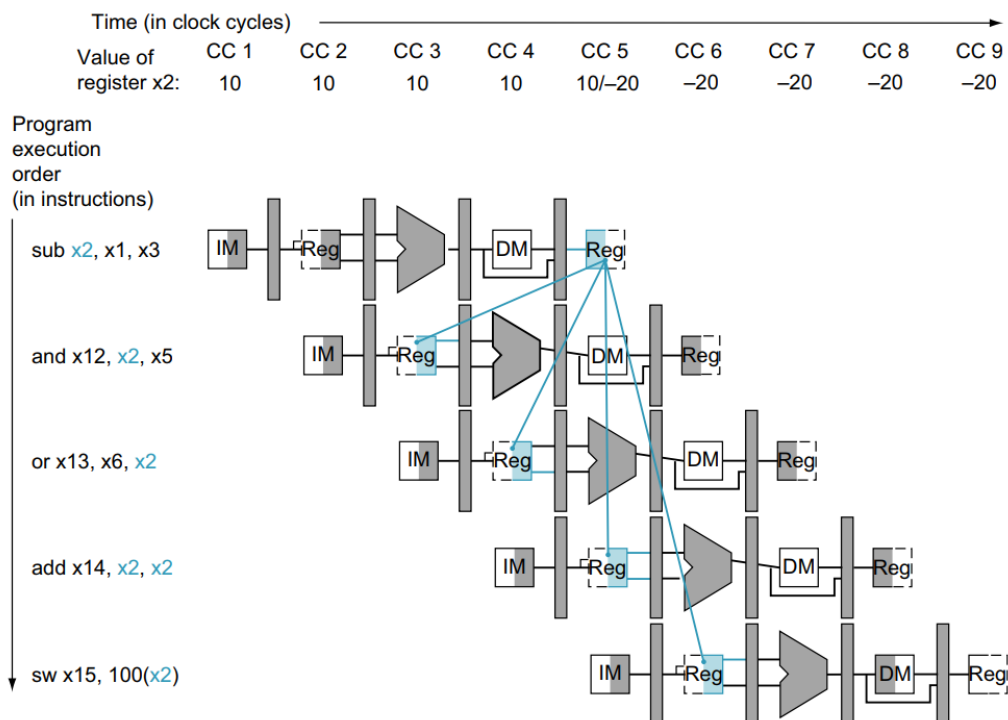 Time (in clock cycles)
Value of register x2:
CC 1 CC 2 CC 3 CC 4 CC 5 CC 6 CC 7 CC 8 CC 9
10 10 10 10 10/–20 –20 –20 –20 –20
Program
execution
order
(in instructions)
sub x2, x1, x3
IM Reg DM Reg
and x12, x2, x5
IM Reg DM Reg
or x13, x6, x2
IM Reg DM Reg
add x14, x2, x2
IM Reg DM Reg
sw x15, 100(x2)
IM Reg DM Reg